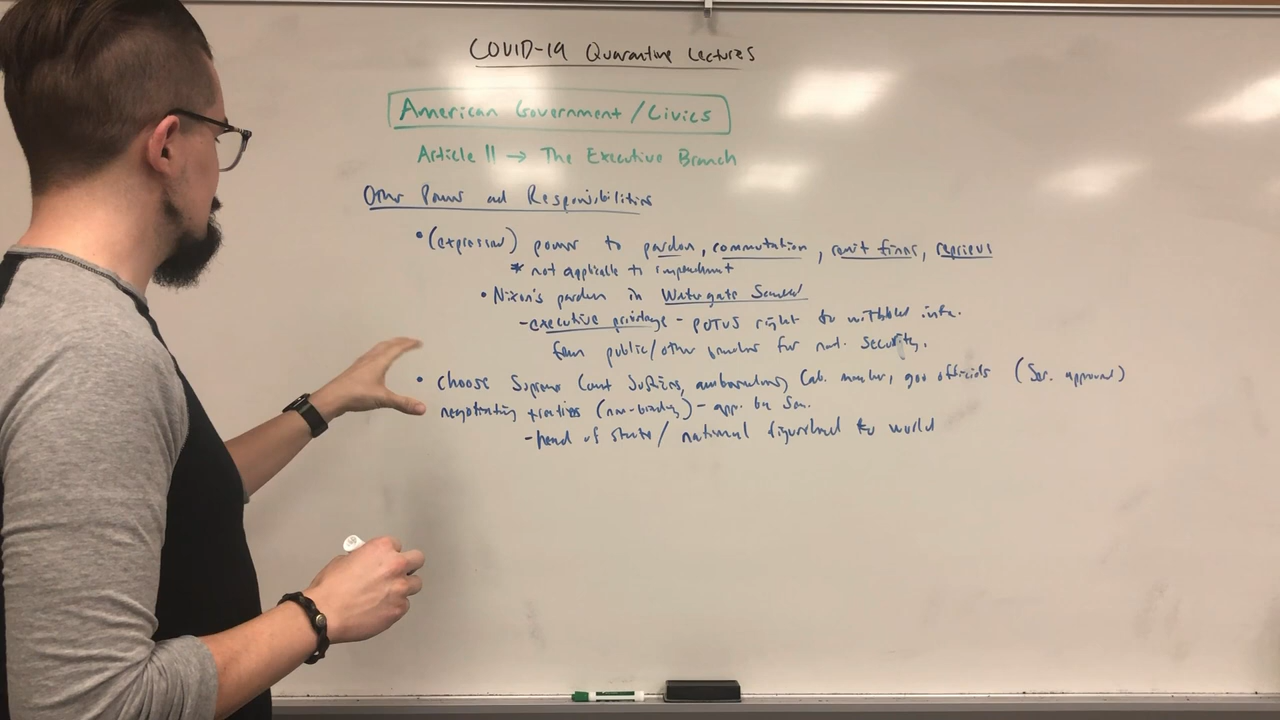 COVID-19 Quarantine Lectures
American Government/Civics
Article II → The Executive Branch
Other Powers and Responsibilities
• (expressed) power to pardon, commutation, remit fines, reprieve
* not applicable to impeachment
• Nixon's pardon in Watergate Scandal
- executive privilege - POTUS right to withhold info.
from public/other branches for nat. security.
• choose Supreme Court Justices, ambassadors, Cab. member, gov officials (Sen. approval)
negotiating treaties (non-binding) - app. by Sen.
- head of state/ national figurehead to world